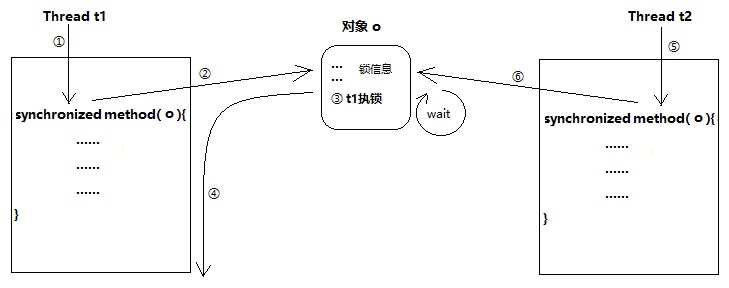 Thread t1
①
synchronized method( o ){
......
......
......
}
②
对象 o
... 锁信息
...
③ t1执锁
wait
④
Thread t2
⑤
⑥
synchronized method( o ){
......
......
......
}